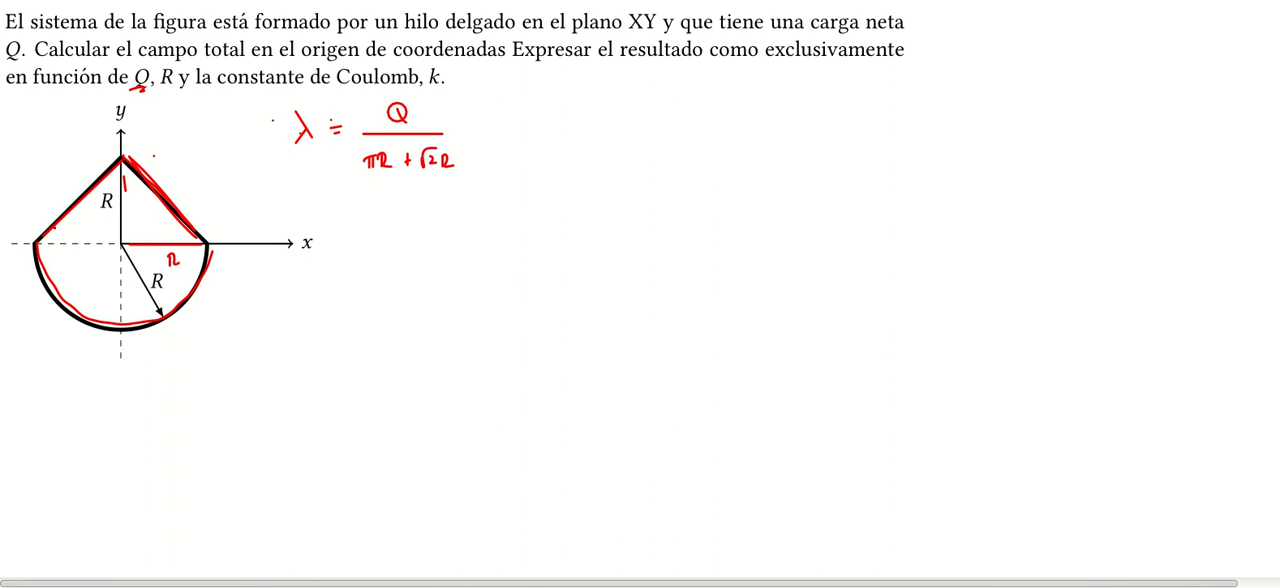 El sistema de la figura está formado por un hilo delgado en el plano XY y que tiene una carga neta
Q. Calcular el campo total en el origen de coordenadas Expresar el resultado como exclusivamente
en función de Q, R y la constante de Coulomb, k.
y
λ = Q / (πR + √2R)
R
x
R
R